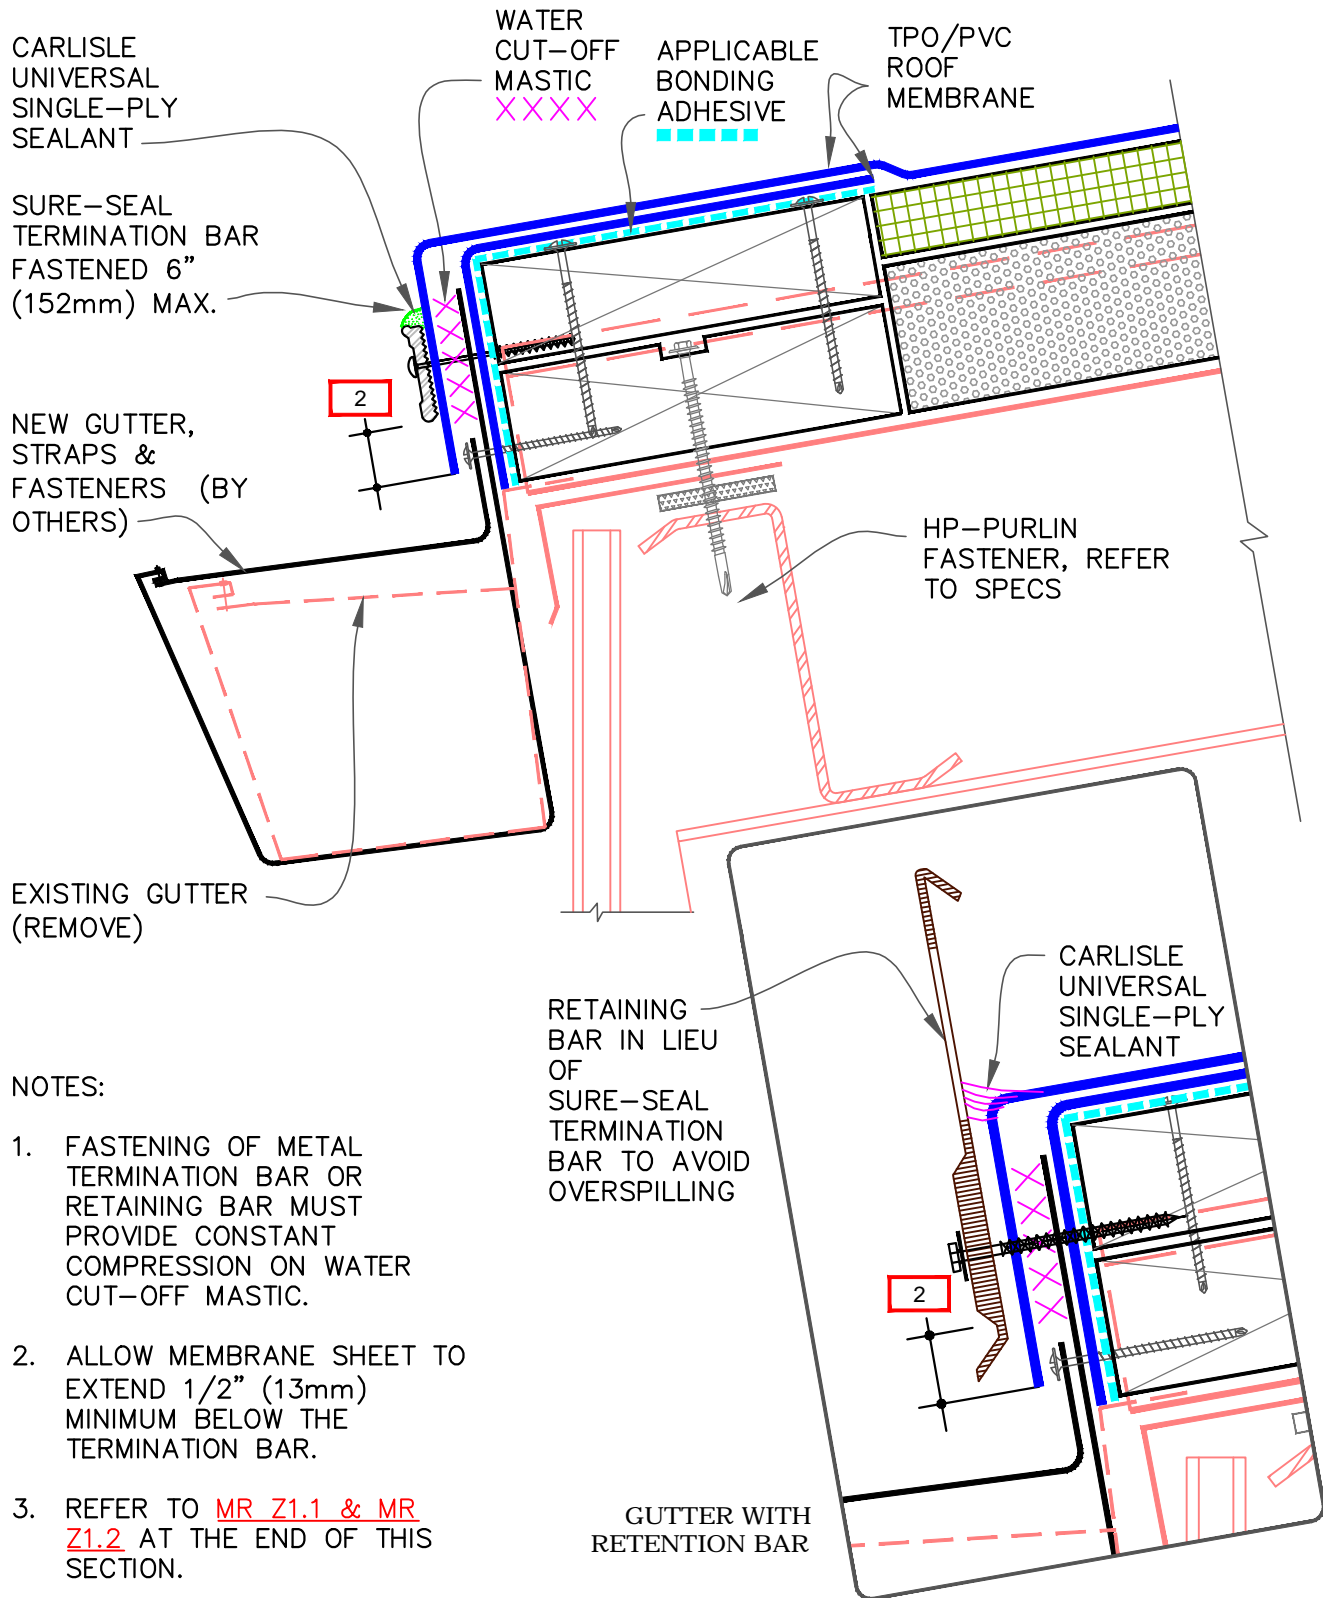 CARLISLE
UNIVERSAL
SINGLE-PLY
SEALANT
WATER
CUT-OFF
MASTIC
APPLICABLE
BONDING
ADHESIVE
TPO/PVC
ROOF
MEMBRANE
SURE-SEAL
TERMINATION BAR
FASTENED 6"
(152mm) MAX.
2
NEW GUTTER,
STRAPS &
FASTENERS (BY
OTHERS)
HP-PURLIN
FASTENER, REFER
TO SPECS
EXISTING GUTTER
(REMOVE)
RETAINING
BAR IN LIEU
OF
SURE-SEAL
TERMINATION
BAR TO AVOID
OVERSPILLING
CARLISLE
UNIVERSAL
SINGLE-PLY
SEALANT
2
GUTTER WITH
RETENTION BAR
NOTES:
1. FASTENING OF METAL
TERMINATION BAR OR
RETAINING BAR MUST
PROVIDE CONSTANT
COMPRESSION ON WATER
CUT-OFF MASTIC.
2. ALLOW MEMBRANE SHEET TO
EXTEND 1/2" (13mm)
MINIMUM BELOW THE
TERMINATION BAR.
3. REFER TO MR Z1.1 & MR
Z1.2 AT THE END OF THIS
SECTION.